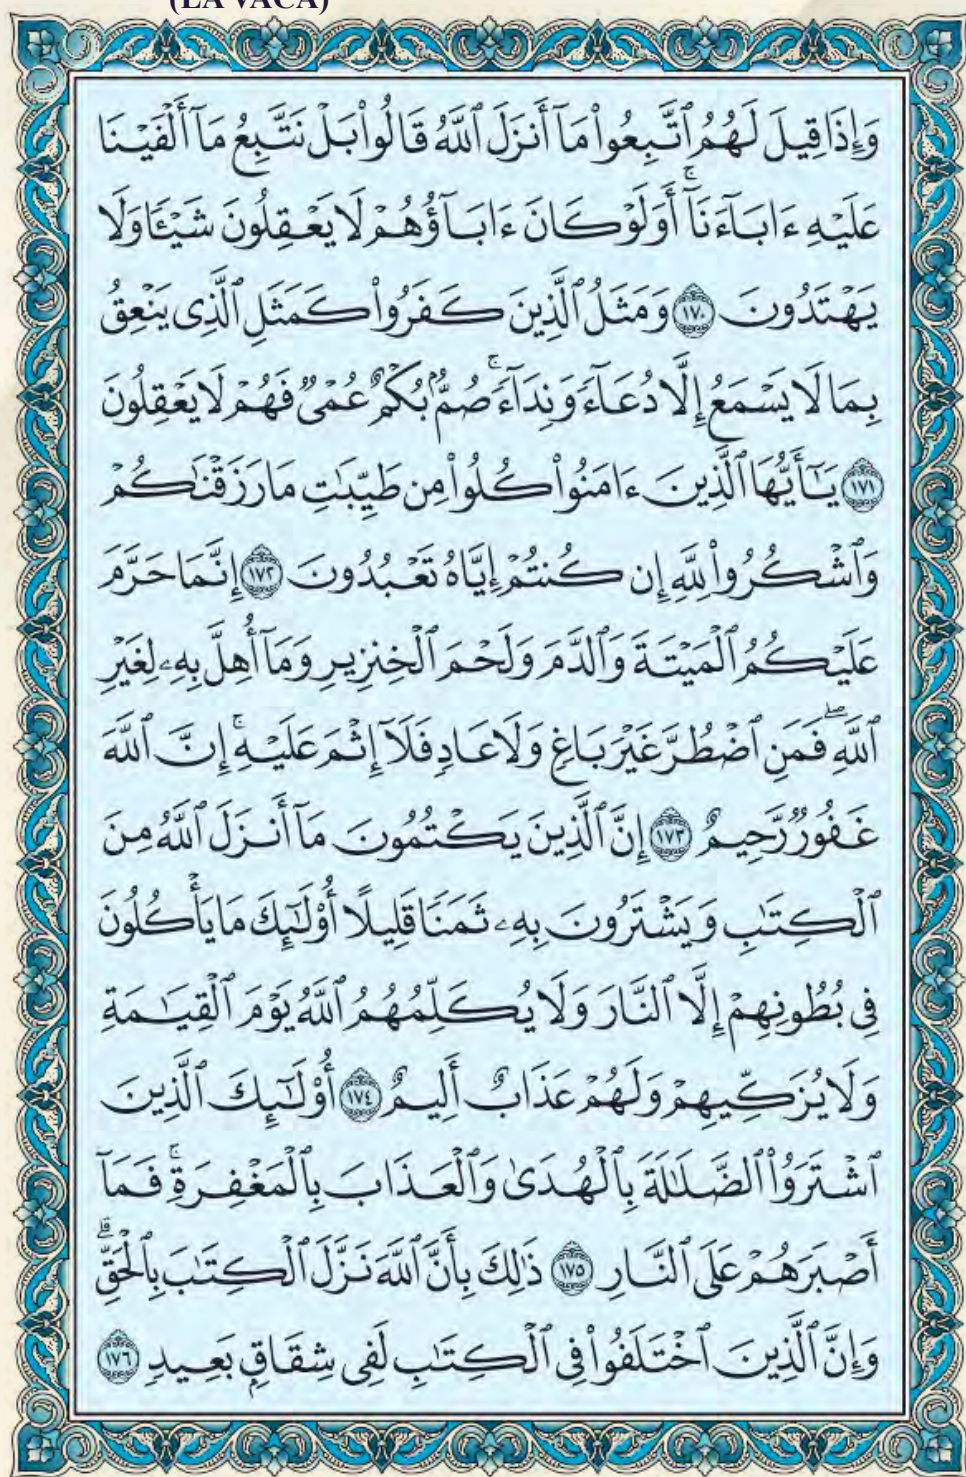 (LA VACA)
وَإِذَا قِيلَ لَهُمُ ٱتَّبِعُوا۟ مَآ أَنزَلَ ٱللَّهُ قَالُوا۟ بَلْ نَتَّبِعُ مَآ أَلْفَيْنَا
عَلَيْهِ ءَابَآءَنَآ ۚ أَوَلَوْ كَانَ ءَابَآؤُهُمْ لَا يَعْقِلُونَ شَيْـًٔا وَلَا
يَهْتَدُونَ ١٧٠ وَمَثَلُ ٱلَّذِينَ كَفَرُوا۟ كَمَثَلِ ٱلَّذِى يَنْعِقُ
بِمَا لَا يَسْمَعُ إِلَّا دُعَآءً وَنِدَآءً ۚ صُمٌّۢ بُكْمٌ عُمْىٌ فَهُمْ لَا يَعْقِلُونَ
١٧١ يَـٰٓأَيُّهَا ٱلَّذِينَ ءَامَنُوا۟ كُلُوا۟ مِن طَيِّبَـٰتِ مَا رَزَقْنَـٰكُمْ
وَٱشْكُرُوا۟ لِلَّهِ إِن كُنتُمْ إِيَّاهُ تَعْبُدُونَ ١٧٢ إِنَّمَا حَرَّمَ
عَلَيْكُمُ ٱلْمَيْتَةَ وَٱلدَّمَ وَلَحْمَ ٱلْخِنزِيرِ وَمَآ أُهِلَّ بِهِۦ لِغَيْرِ
ٱللَّهِ ۖ فَمَنِ ٱضْطُرَّ غَيْرَ بَاغٍ وَلَا عَادٍ فَلَآ إِثْمَ عَلَيْهِ ۚ إِنَّ ٱللَّهَ
غَفُورٌ رَّحِيمٌ ١٧٣ إِنَّ ٱلَّذِينَ يَكْتُمُونَ مَآ أَنزَلَ ٱللَّهُ مِنَ
ٱلْكِتَـٰبِ وَيَشْتَرُونَ بِهِۦ ثَمَنًا قَلِيلًا أُو۟لَـٰٓئِكَ مَا يَأْكُلُونَ
فِى بُطُونِهِمْ إِلَّا ٱلنَّارَ وَلَا يُكَلِّمُهُمُ ٱللَّهُ يَوْمَ ٱلْقِيَـٰمَةِ
وَلَا يُزَكِّيهِمْ وَلَهُمْ عَذَابٌ أَلِيمٌ ١٧٤ أُو۟لَـٰٓئِكَ ٱلَّذِينَ
ٱشْتَرَوُا۟ ٱلضَّلَـٰلَةَ بِٱلْهُدَىٰ وَٱلْعَذَابَ بِٱلْمَغْفِرَةِ ۚ فَمَآ
أَصْبَرَهُمْ عَلَى ٱلنَّارِ ١٧٥ ذَٰلِكَ بِأَنَّ ٱللَّهَ نَزَّلَ ٱلْكِتَـٰبَ بِٱلْحَقِّ ۗ
وَإِنَّ ٱلَّذِينَ ٱخْتَلَفُوا۟ فِى ٱلْكِتَـٰبِ لَفِى شِقَاقٍۭ بَعِيدٍ ١٧٦